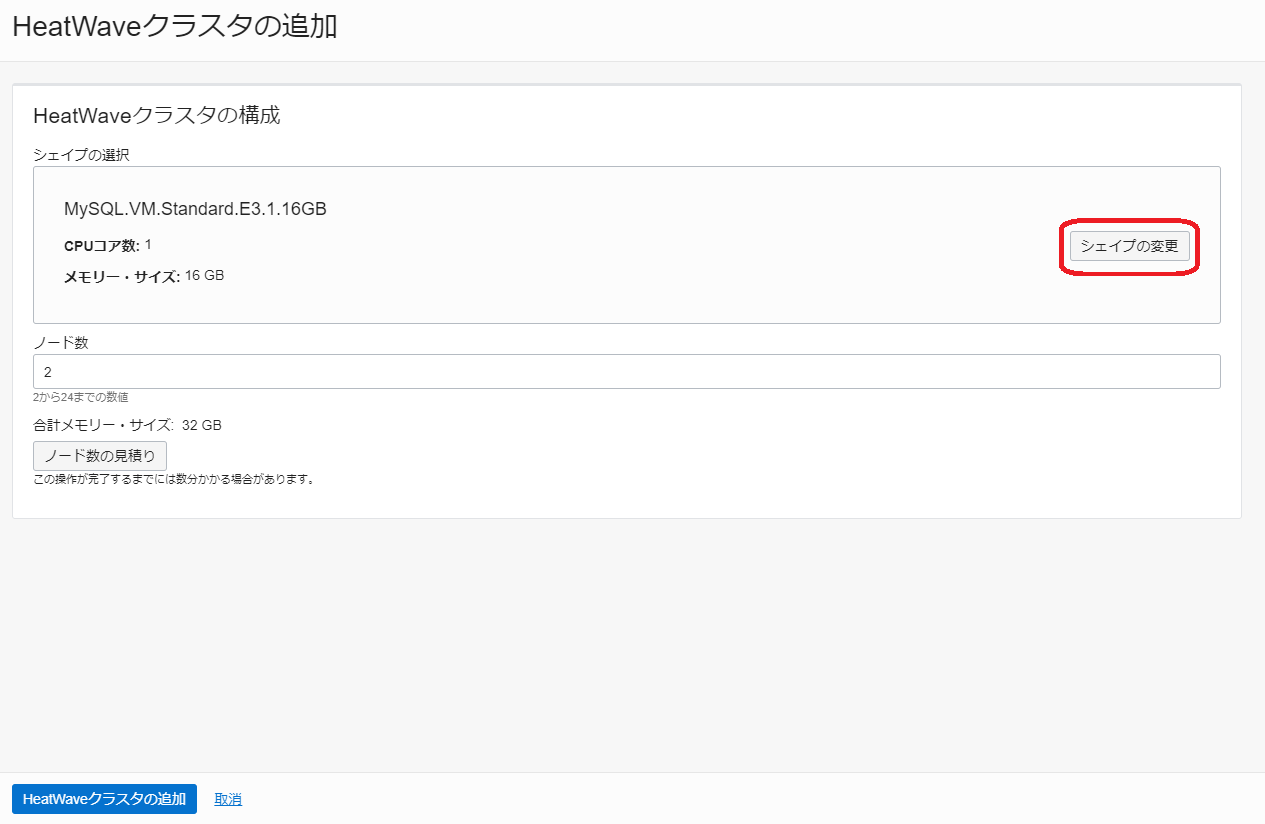 HeatWaveクラスタの追加
HeatWaveクラスタの構成
シェイプの選択
MySQL.VM.Standard.E3.1.16GB
CPUコア数: 1
メモリー・サイズ: 16 GB
シェイプの変更
ノード数
2
2から24までの数値
合計メモリー・サイズ: 32 GB
ノード数の見積り
この操作が完了するまでには数分かかる場合があります。
HeatWaveクラスタの追加 取消